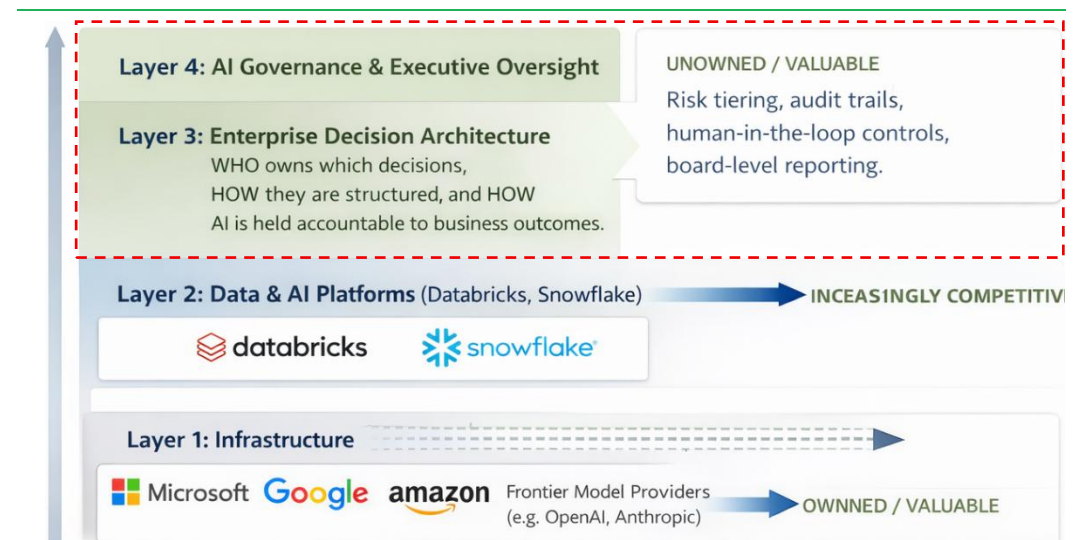 Layer 4: AI Governance & Executive Oversight
UNOWNED / VALUABLE
Risk tiering, audit trails,
human-in-the-loop controls,
board-level reporting.
Layer 3: Enterprise Decision Architecture
WHO owns which decisions,
HOW they are structured, and HOW
AI is held accountable to business outcomes.
Layer 2: Data & AI Platforms (Databricks, Snowflake)
INCEAS1NGLY COMPETITIV
databricks
snowflake
Layer 1: Infrastructure
Microsoft
Google
amazon
Frontier Model Providers
(e.g. OpenAI, Anthropic)
OWNNED / VALUABLE